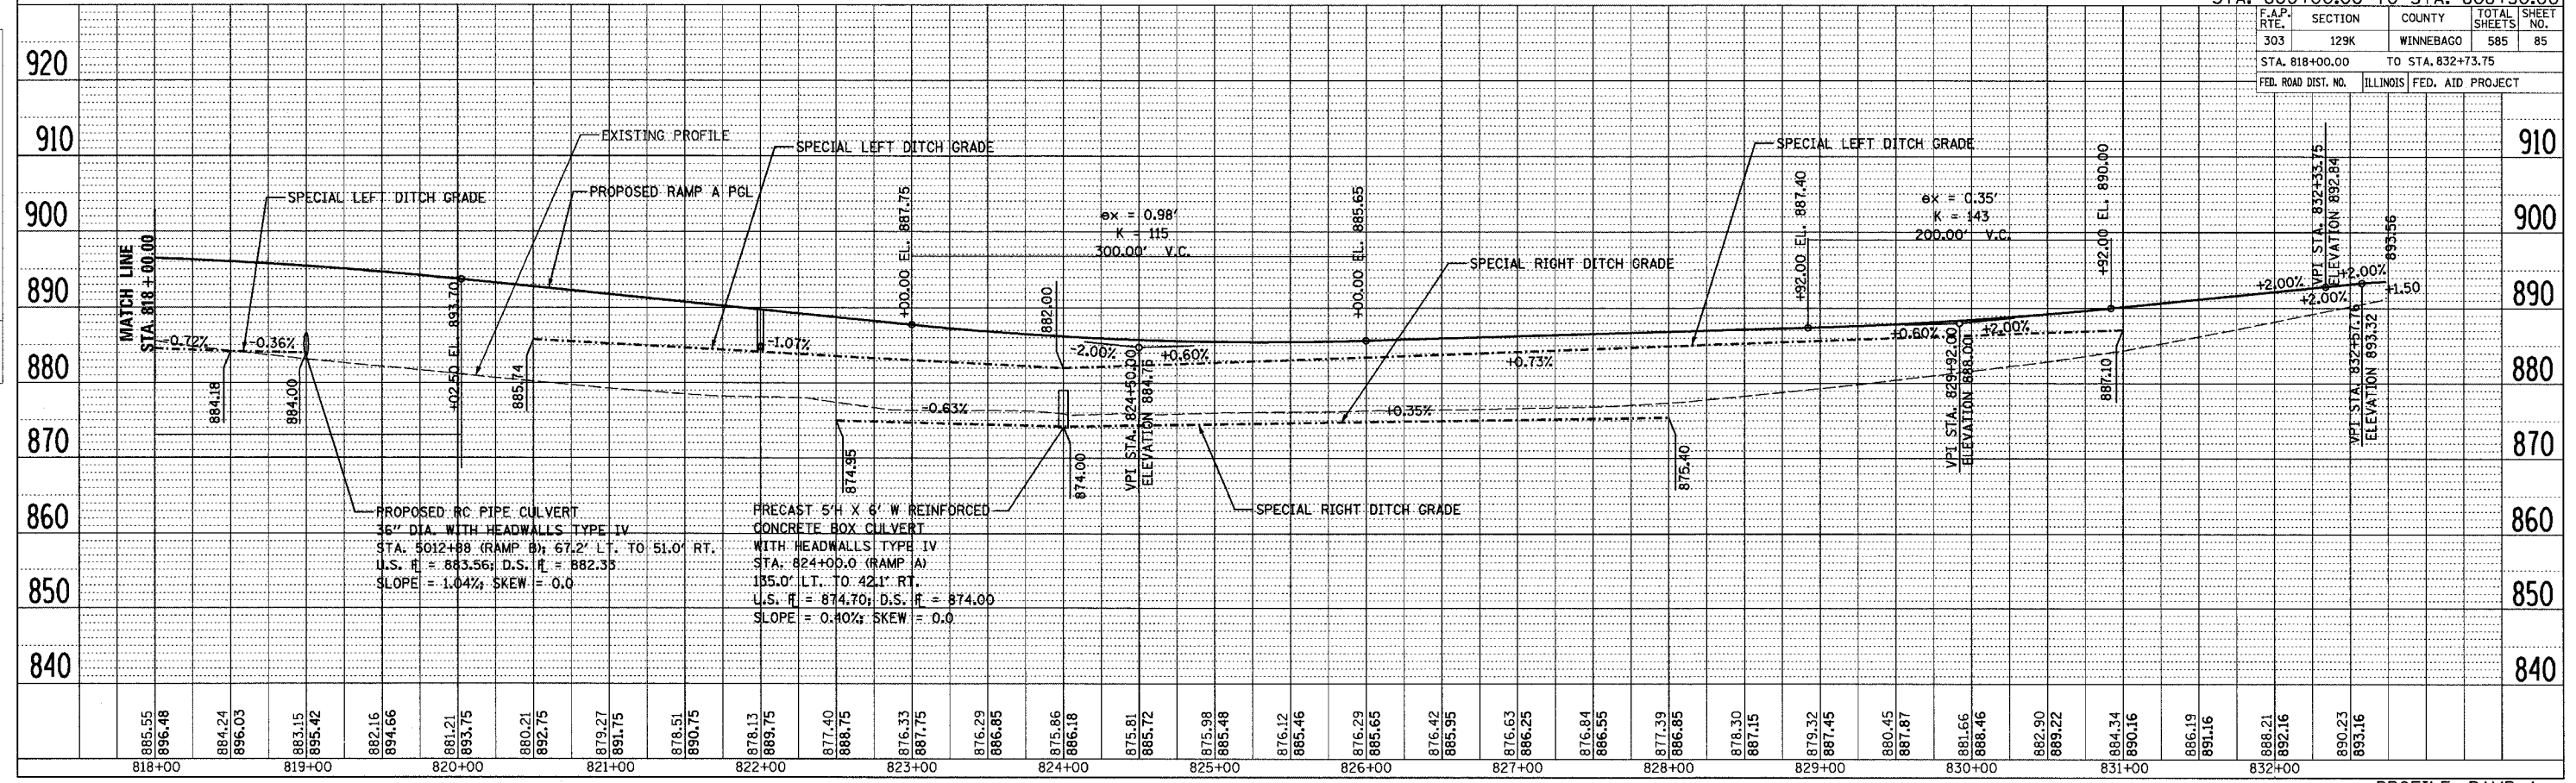 F.A.P. RTE. SECTION COUNTY TOTAL SHEETS SHEET NO.
303 129K WINNEBAGO 585 85
STA. 818+00.00 TO STA. 832+73.75
FED. ROAD DIST. NO. ILLINOIS FED. AID PROJECT
920
910
900
890
880
870
860
850
840
910
900
890
880
870
860
850
840
MATCH LINE
STA. 818+00.00
EXISTING PROFILE
SPECIAL LEFT DITCH GRADE
PROPOSED RAMP A PGL
SPECIAL LEFT DITCH GRADE
SPECIAL LEFT DITCH GRADE
SPECIAL RIGHT DITCH GRADE
SPECIAL RIGHT DITCH GRADE
-0.72%
-0.36%
884.18
884.00
+02.50 EL. 893.70
885.74
-1.07%
+00.00 EL. 887.75
ex = 0.98'
K = 115
300.00' V.C.
+00.00 EL. 885.65
882.00
-2.00%
+0.60%
VPI STA. 824+50.00
ELEVATION 884.75
-0.63%
+0.35%
+0.73%
874.95
874.00
875.40
+92.00 EL. 887.40
ex = 0.35'
K = 143
200.00' V.C.
+92.00 EL. 890.00
+0.60%
+2.00%
VPI STA. 829+92.00
ELEVATION 888.00
887.10
VPI STA. 832+33.75
ELEVATION 892.84
+2.00%
+2.00%
+2.00%
893.56
+1.50
VPI STA. 832+57.76
ELEVATION 893.32
PROPOSED RC PIPE CULVERT
36" DIA. WITH HEADWALLS TYPE IV
STA. 5012+88 (RAMP B); 67.2' LT. TO 51.0' RT.
U.S. FL = 883.56; D.S. FL = 882.33
SLOPE = 1.04%; SKEW = 0.0
PRECAST 5'H X 6' W REINFORCED
CONCRETE BOX CULVERT
WITH HEADWALLS TYPE IV
STA. 824+00.0 (RAMP A)
135.0' LT. TO 42.1' RT.
U.S. FL = 874.70; D.S. FL = 874.00
SLOPE = 0.40%; SKEW = 0.0
885.55 884.24 883.15 882.16 881.21 880.21 879.27 878.51 878.13 877.40 876.33 876.29 875.86 875.81 875.98 876.12 876.29 876.42 876.63 876.84 877.39 878.30 879.32 880.45 881.66 882.90 884.34 886.19 888.21 890.23
896.48 896.03 895.42 894.66 893.75 892.75 891.75 890.75 889.75 888.75 887.75 886.85 886.18 885.72 885.48 885.46 885.65 885.95 886.25 886.55 886.85 887.15 887.45 887.87 888.46 889.22 890.16 891.16 892.16 893.16
818+00 819+00 820+00 821+00 822+00 823+00 824+00 825+00 826+00 827+00 828+00 829+00 830+00 831+00 832+00